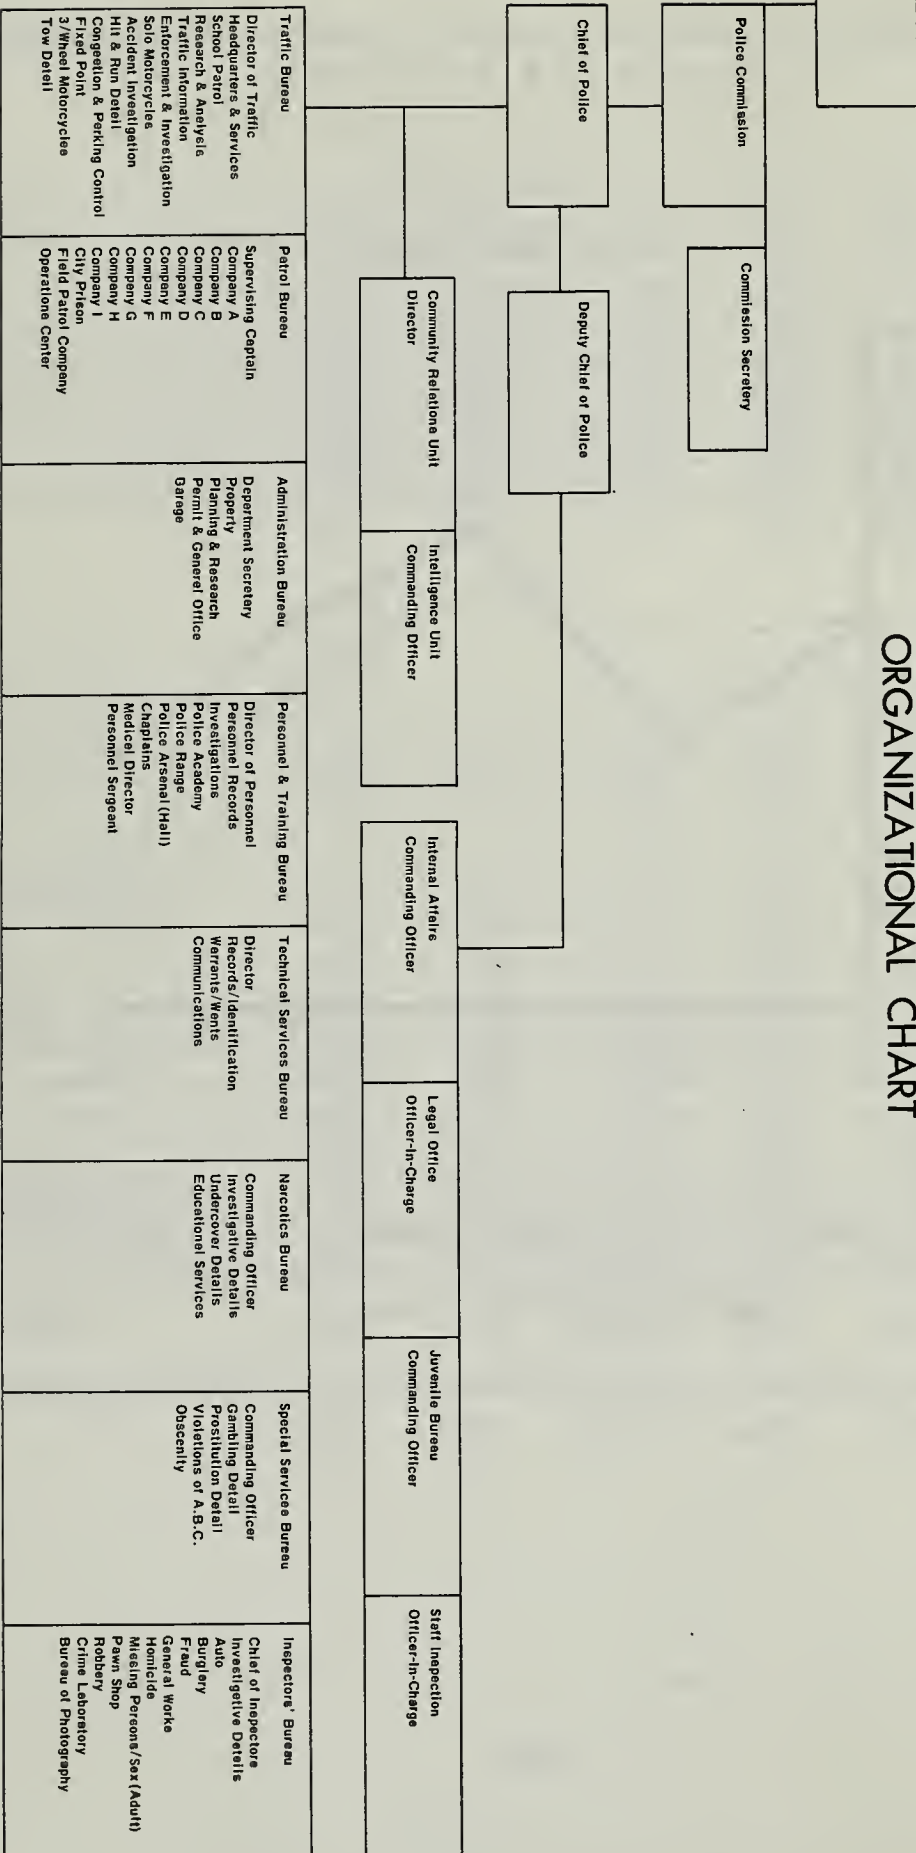 ORGANIZATIONAL CHART
Police Commission
Commission Secretary
Chief of Police
Deputy Chief of Police
Community Relations Unit
Director
Intelligence Unit
Commanding Officer
Internal Affairs
Commanding Officer
Legal Office
Officer-In-Charge
Juvenile Bureau
Commanding Officer
Staff Inspection
Officer-In-Charge
Traffic Bureau
Director of Traffic
Headquarters & Services
School Patrol
Research & Analysis
Traffic Information
Enforcement & Investigation
Solo Motorcycles
Accident Investigation
Hit & Run Detail
Congestion & Parking Control
Fixed Point
3/Wheel Motorcycles
Tow Detail
Patrol Bureau
Supervising Captain
Company A
Company B
Company C
Company D
Company E
Company F
Company G
Company H
Company I
City Prison
Field Patrol Company
Operations Center
Administration Bureau
Department Secretary
Property
Planning & Research
Permit & General Office
Garage
Personnel & Training Bureau
Director of Personnel
Personnel Records
Investigations
Police Academy
Police Range
Police Arsenal (Hall)
Chaplains
Medical Director
Personnel Sergeant
Technical Services Bureau
Director
Records/Identification
Warrants/Wants
Communications
Narcotics Bureau
Commanding Officer
Investigative Details
Undercover Details
Educational Services
Special Services Bureau
Commanding Officer
Gambling Detail
Prostitution Detail
Violations of A.B.C.
Obscenity
Inspectors' Bureau
Chief of Inspectors
Investigative Details
Auto
Burglary
Fraud
General Works
Homicide
Missing Persons/Sex (Adult)
Pawn Shop
Robbery
Crime Laboratory
Bureau of Photography